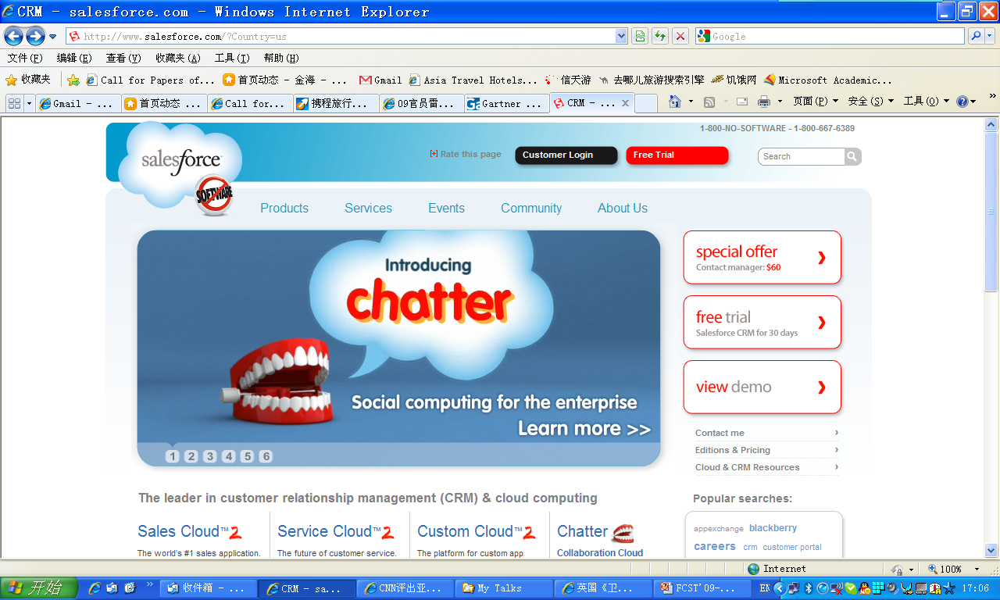 CRM - salesforce.com - Windows Internet Explorer
http://www.salesforce.com/?Country=us
Google
文件(F) 编辑(E) 查看(V) 收藏夹(A) 工具(T) 帮助(H)
收藏夹 Call for Papers of... 首页动态 - 金海 - ... Gmail Asia Travel Hotels... 信天游 去哪儿旅游搜索引擎 饥饿网 Microsoft Academic...
Gmail - ... 首页动态 ... Call for... 携程旅行... 09官员雷... Gartner ... CRM - ... 页面(P) 安全(S) 工具(O)
1-800-NO-SOFTWARE - 1-800-667-6389
salesforce
SOFTWARE
[+] Rate this page Customer Login Free Trial Search
Products Services Events Community About Us
Introducing
chatter
Social computing for the enterprise
Learn more >>
1 2 3 4 5 6
special offer
Contact manager: $60
free trial
Salesforce CRM for 30 days
view demo
Contact me
Editions & Pricing
Cloud & CRM Resources
The leader in customer relationship management (CRM) & cloud computing
Popular searches:
Sales Cloud™2 Service Cloud™2 Custom Cloud™2 Chatter
The world's #1 sales application. The future of customer service. The platform for custom app Collaboration Cloud
appexchange blackberry
careers crm customer portal
Internet 100%
开始 收件箱 - ... CRM - sa... CNN评出亚... My Talks 英国《卫... FCST'09-... EN 17:06